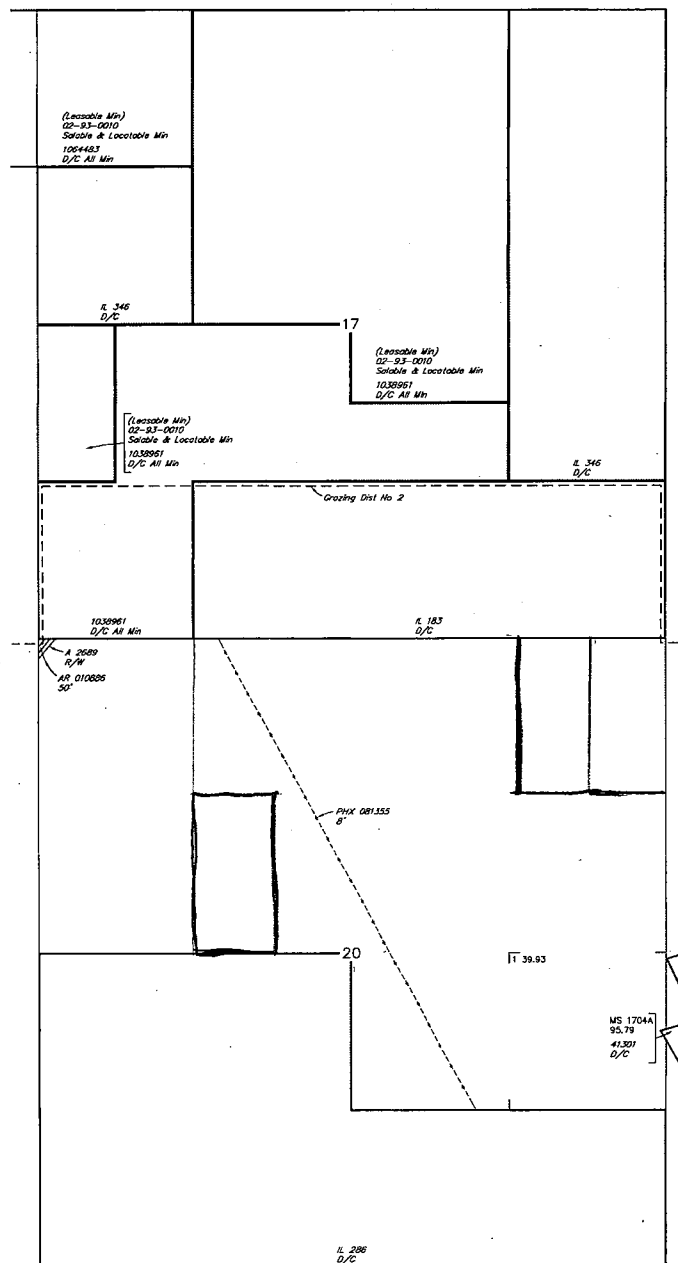 (Leasable Min)
02-93-0010
Salable & Locatable Min
1064483
D/C All Min
IL 346
D/C
17
(Leasable Min)
02-93-0010
Salable & Locatable Min
1038961
D/C All Min
(Leasable Min)
02-93-0010
Salable & Locatable Min
1038961
D/C All Min
IL 346
D/C
Grazing Dist No 2
1038961
D/C All Min
IL 183
D/C
A 2689
R/W
AR 010886
50'
PHX 081355
8'
20
1 39.93
MS 1704A
95.79
41301
D/C
IL 286
D/C